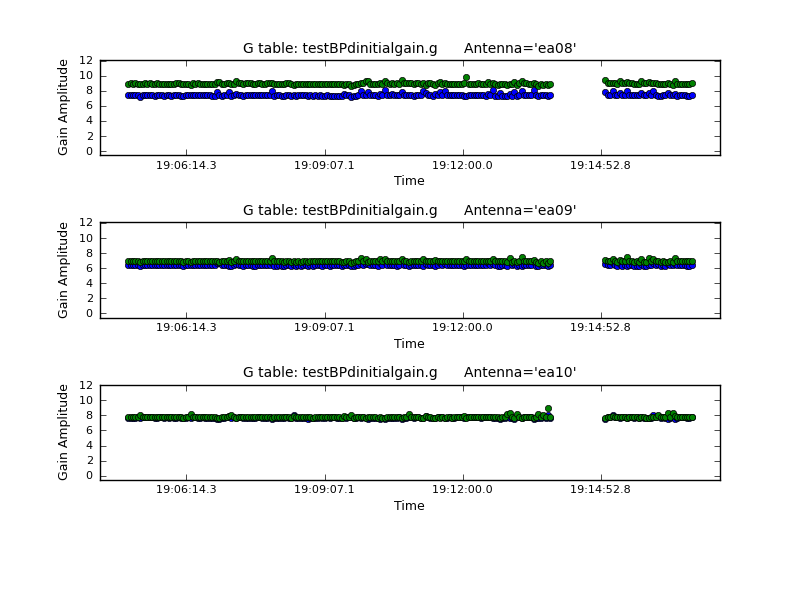 G table: testBPdinitialgain.g Antenna='ea08'
Gain Amplitude
12
10
8
6
4
2
0
19:06:14.3 19:09:07.1 19:12:00.0 19:14:52.8
Time
G table: testBPdinitialgain.g Antenna='ea09'
Gain Amplitude
12
10
8
6
4
2
0
19:06:14.3 19:09:07.1 19:12:00.0 19:14:52.8
Time
G table: testBPdinitialgain.g Antenna='ea10'
Gain Amplitude
12
10
8
6
4
2
0
19:06:14.3 19:09:07.1 19:12:00.0 19:14:52.8
Time